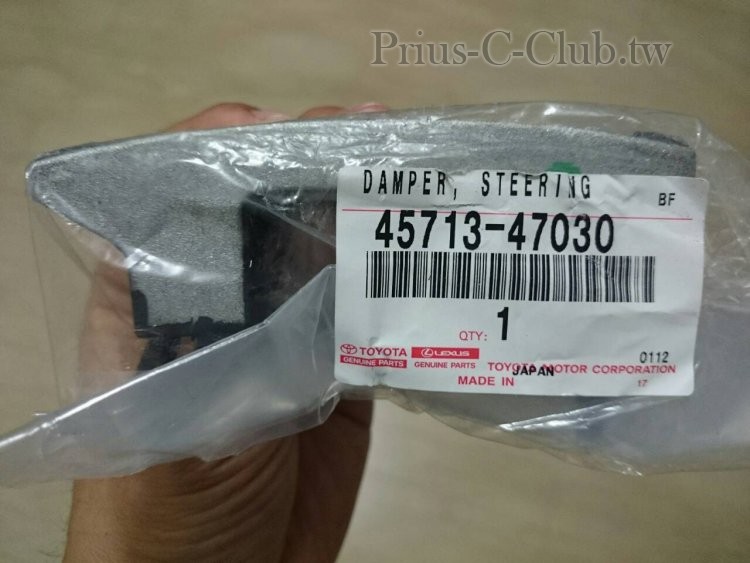 Prius-C-Club.tw
DAMPER, STEERING
BF
45713-47030
QTY: 1
TOYOTA
GENUINE PARTS
LEXUS
GENUINE PARTS
0112
TOYOTA MOTOR CORPORATION
MADE IN JAPAN
t7